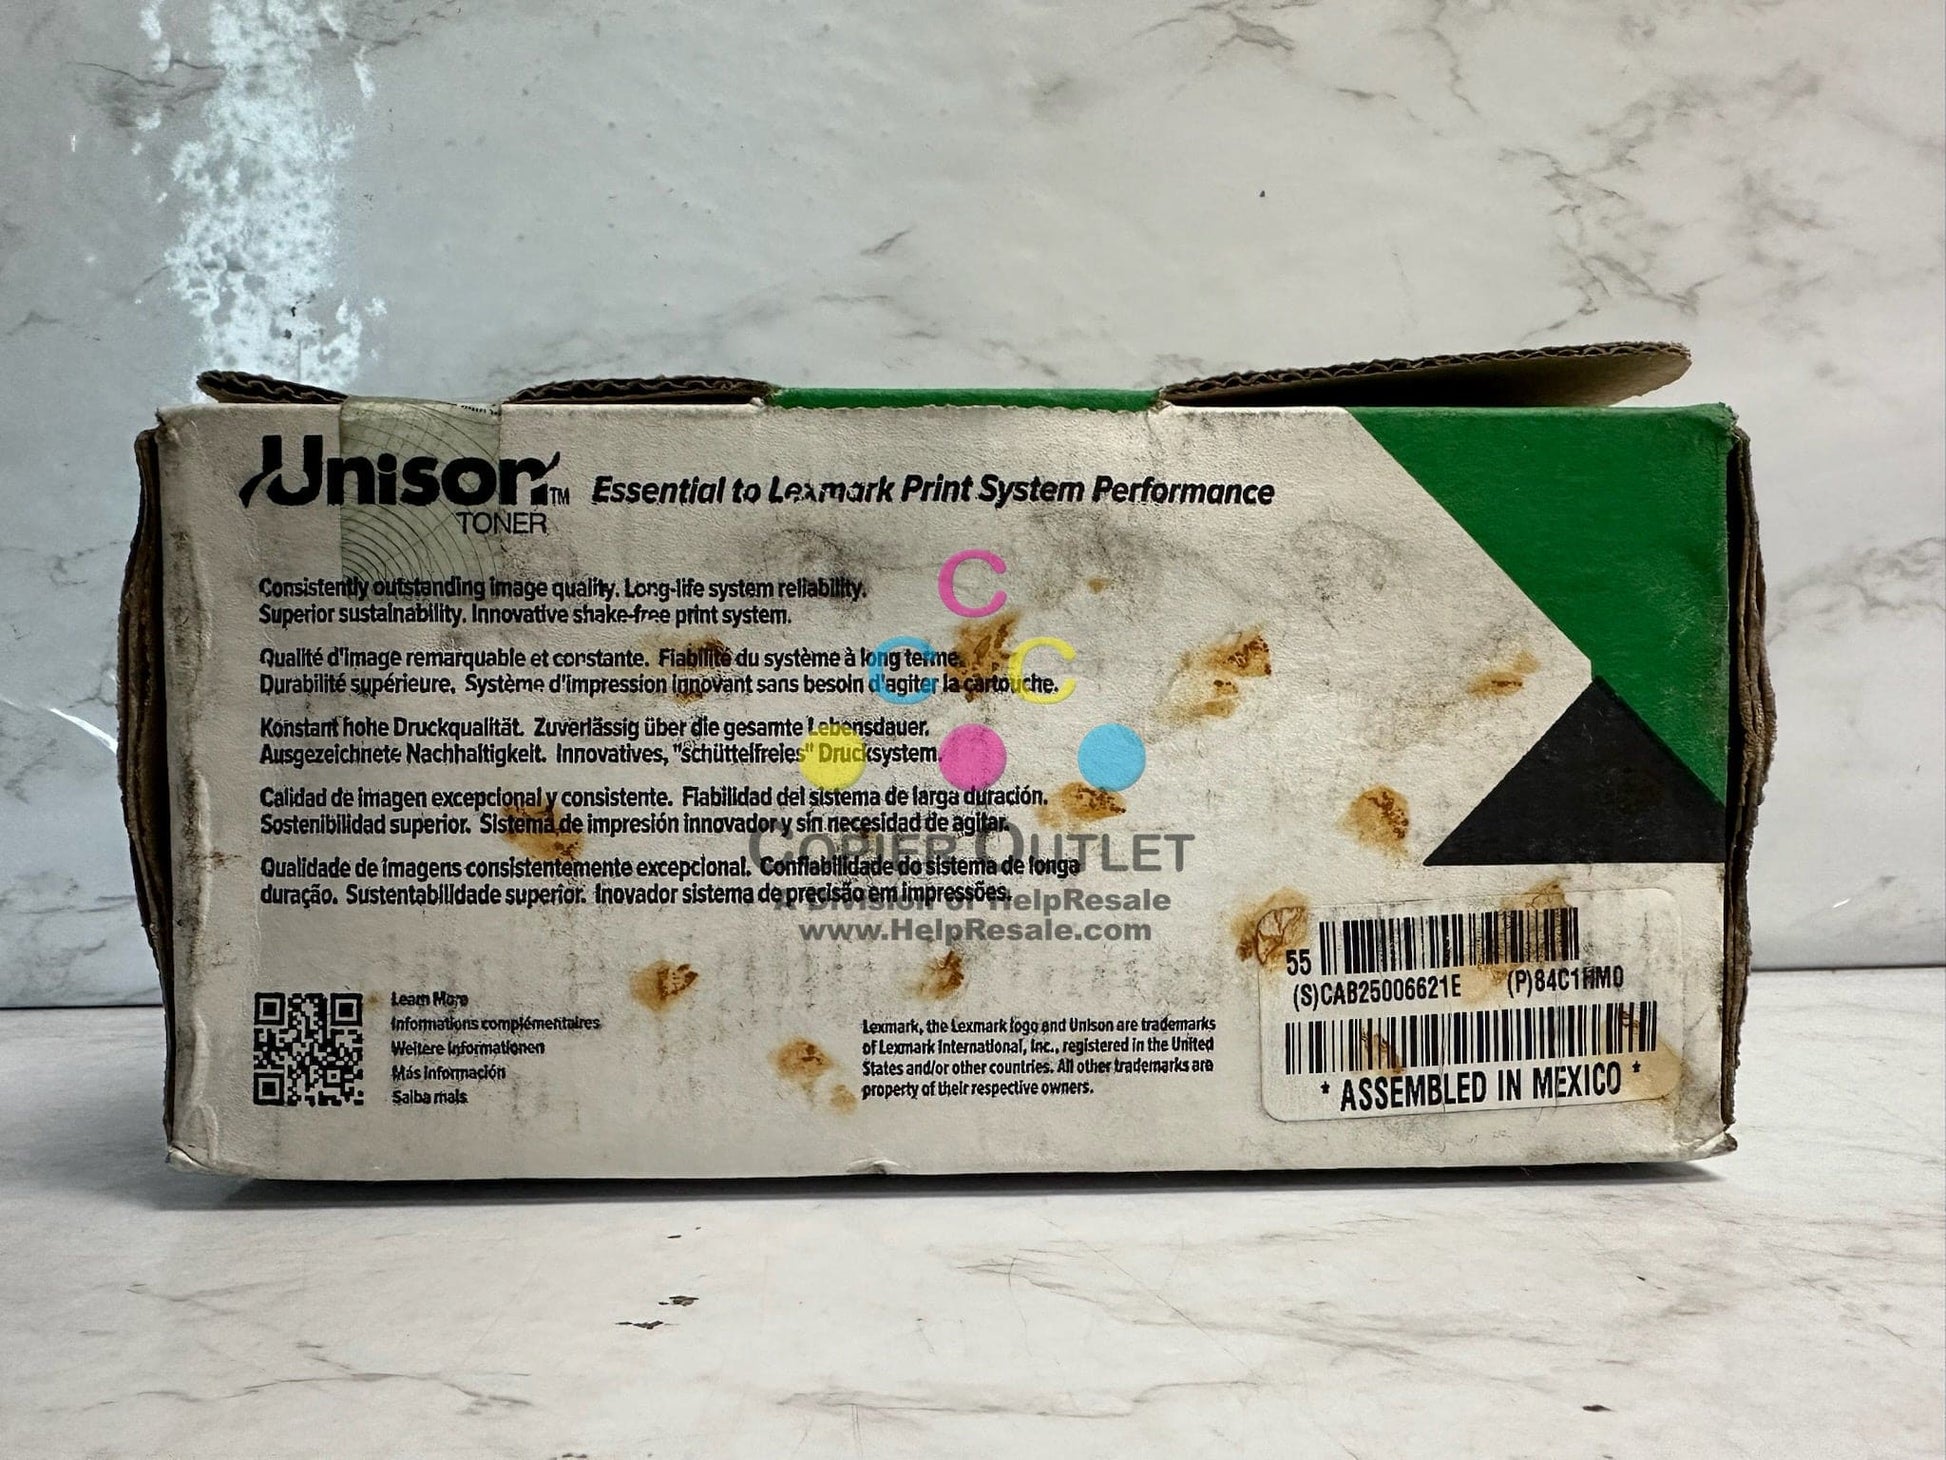 Unison™ Essential to Lexmark Print System Performance
TONER
Consistently outstanding image quality. Long-life system reliability.
Superior sustainability. Innovative shake-free print system.
Qualité d'image remarquable et constante. Fiabilité du système à long terme.
Durabilité supérieure. Système d'impression innovant sans besoin d'agiter la cartouche.
Konstant hohe Druckqualität. Zuverlässig über die gesamte Lebensdauer.
Ausgezeichnete Nachhaltigkeit. Innovatives, "schüttelfreies" Drucksystem.
Calidad de imagen excepcional y consistente. Fiabilidad del sistema de larga duración.
Sostenibilidad superior. Sistema de impresión innovador y sin necesidad de agitar.
Qualidade de imagens consistentemente excepcional. Confiabilidade do sistema de longa
duração. Sustentabilidade superior. Inovador sistema de precisão em impressões.
C
C C
COPIER OUTLET
A Division of HelpResale
www.HelpResale.com
Learn More
Informations complémentaires
Weitere Informationen
Más información
Saiba mais
Lexmark, the Lexmark logo and Unison are trademarks
of Lexmark International, Inc., registered in the United
States and/or other countries. All other trademarks are
property of their respective owners.
55
(S)CAB25006621E (P)84C1HM0
* ASSEMBLED IN MEXICO *